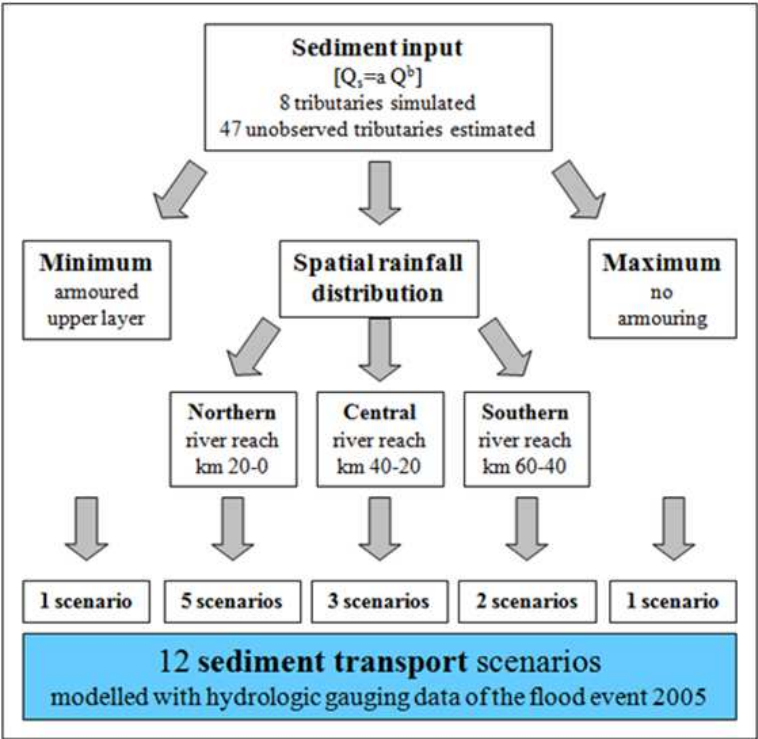 Sediment input
[Qₛ=a Qᵇ]
8 tributaries simulated
47 unobserved tributaries estimated
Minimum
armoured
upper layer
Spatial rainfall
distribution
Maximum
no
armouring
Northern
river reach
km 20-0
Central
river reach
km 40-20
Southern
river reach
km 60-40
1 scenario
5 scenarios
3 scenarios
2 scenarios
1 scenario
12 sediment transport scenarios
modelled with hydrologic gauging data of the flood event 2005